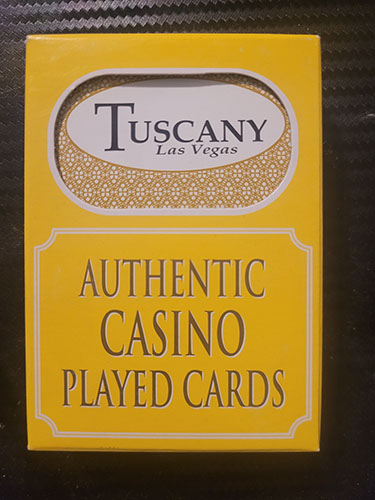 TUSCANY
Las Vegas
AUTHENTIC
CASINO
PLAYED CARDS